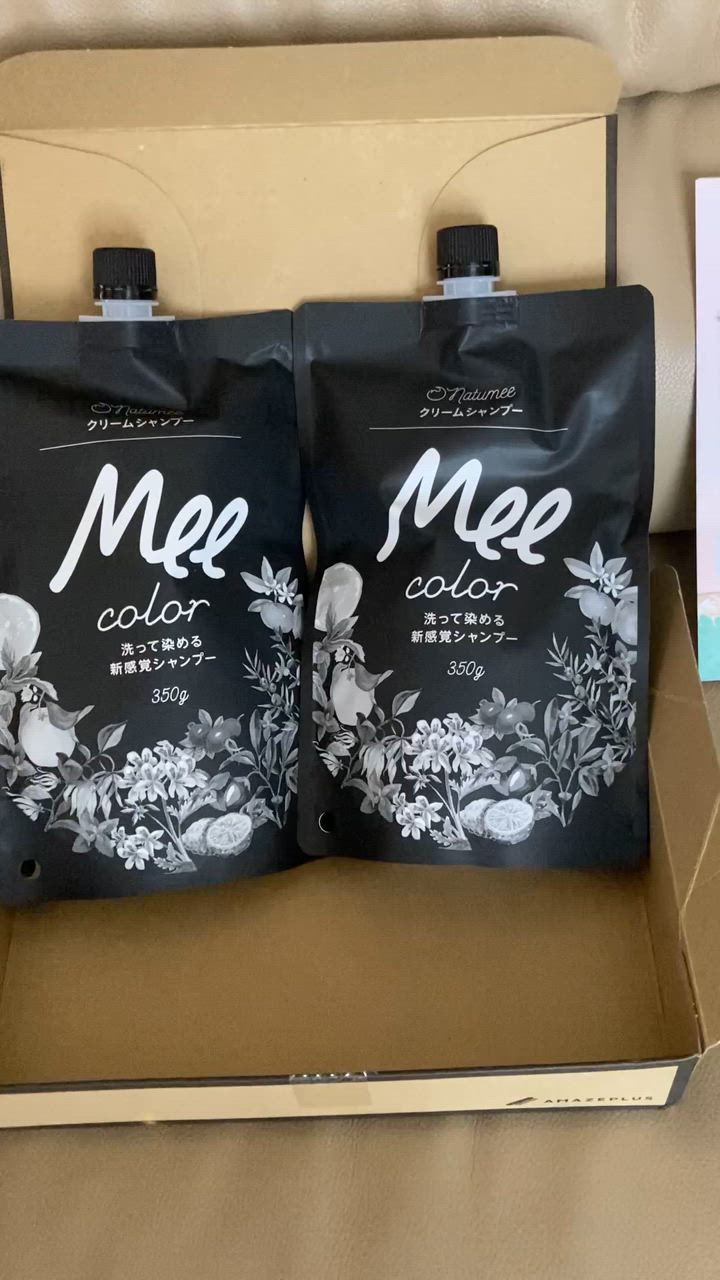 Natumee
クリームシャンプー
Mee
color
洗って染める
新感覚シャンプー
350g
Natumee
クリームシャンプー
Mee
color
洗って染める
新感覚シャンプー
350g
AMAZEPLUS